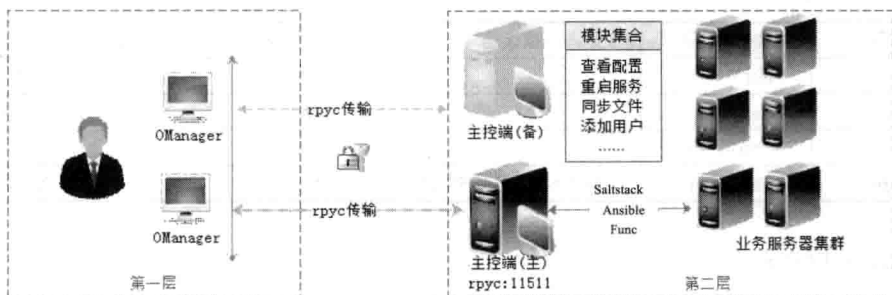 OManager
OManager
第一层
rpyc传输
rpyc传输
主控端(备)
模块集合
查看配置
重启服务
同步文件
添加用户
……
主控端(主)
rpyc:11511
Saltstack
Ansible
Func
业务服务器集群
第二层